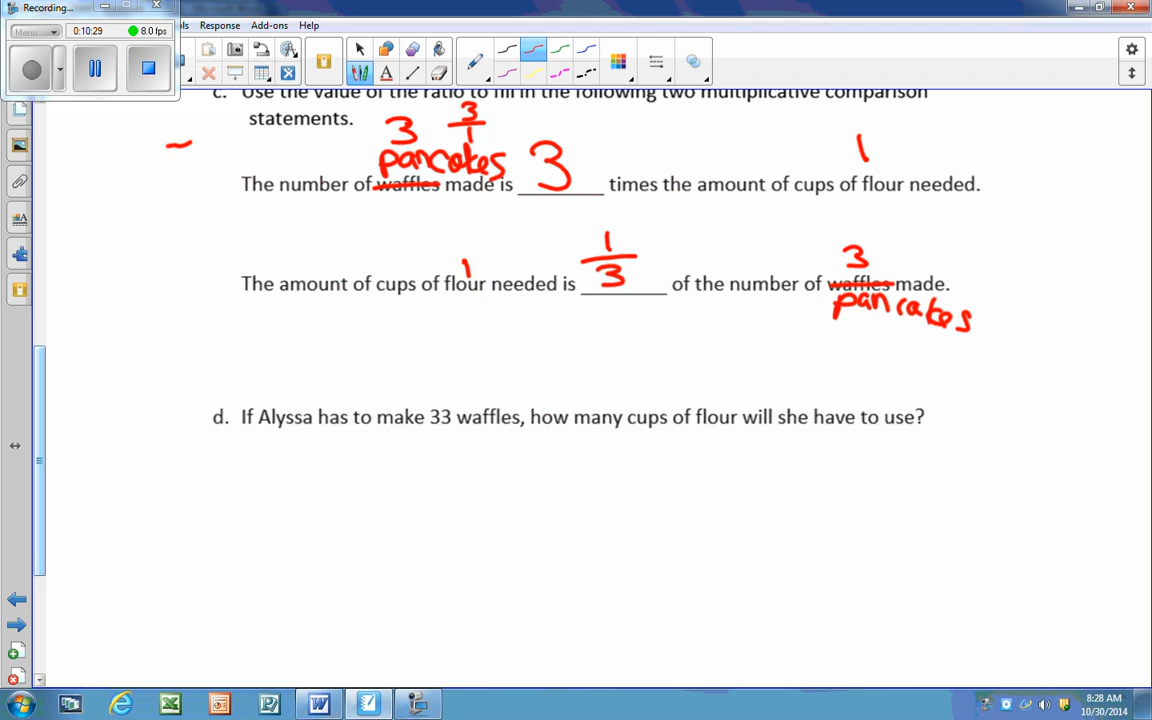 Recording...
Menu
0:10:29
8.0 fps
Response Add-ons Help
c. Use the value of the ratio to fill in the following two multiplicative comparison
statements.
3 3/1
pancakes 3 1
The number of waffles made is ________ times the amount of cups of flour needed.
1 1/3 3
The amount of cups of flour needed is ________ of the number of waffles made.
pancakes
d. If Alyssa has to make 33 waffles, how many cups of flour will she have to use?
8:28 AM
10/30/2014